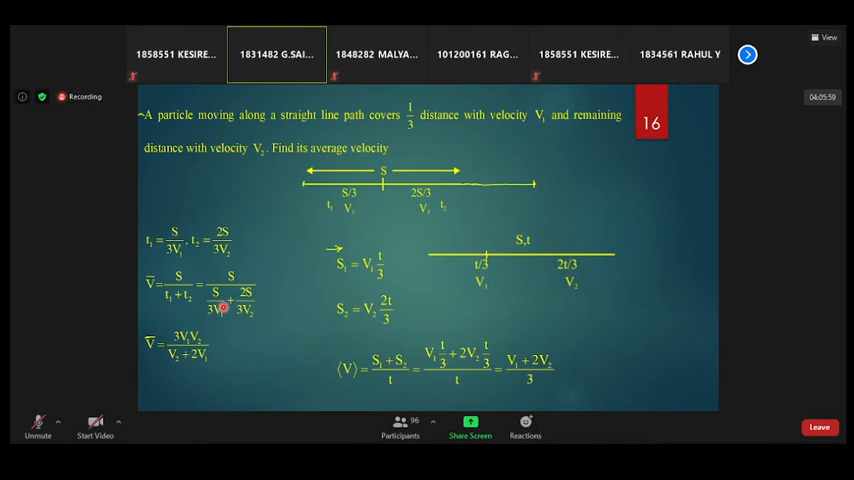 View
1858551 KESIRE...
1831482 G.SAI...
1848282 MALYA...
101200161 RAG...
1858551 KESIRE...
1834561 RAHUL Y
Recording
04:05:59
16
A particle moving along a straight line path covers 1/3 distance with velocity V₁ and remaining
distance with velocity V₂. Find its average velocity
S
S/3 2S/3
t₁ V₁ V₂ t₂
t₁ = S/3V₁, t₂ = 2S/3V₂
V̅ = S/(t₁ + t₂) = S/(S/3V₁ + 2S/3V₂)
V̅ = 3V₁V₂/(V₂ + 2V₁)
S₁ = V₁ t/3
S₂ = V₂ 2t/3
S,t
t/3 2t/3
V₁ V₂
⟨V⟩ = (S₁ + S₂)/t = (V₁ t/3 + 2V₂ t/3)/t = (V₁ + 2V₂)/3
Unmute
Start Video
96
Participants
Share Screen
Reactions
Leave